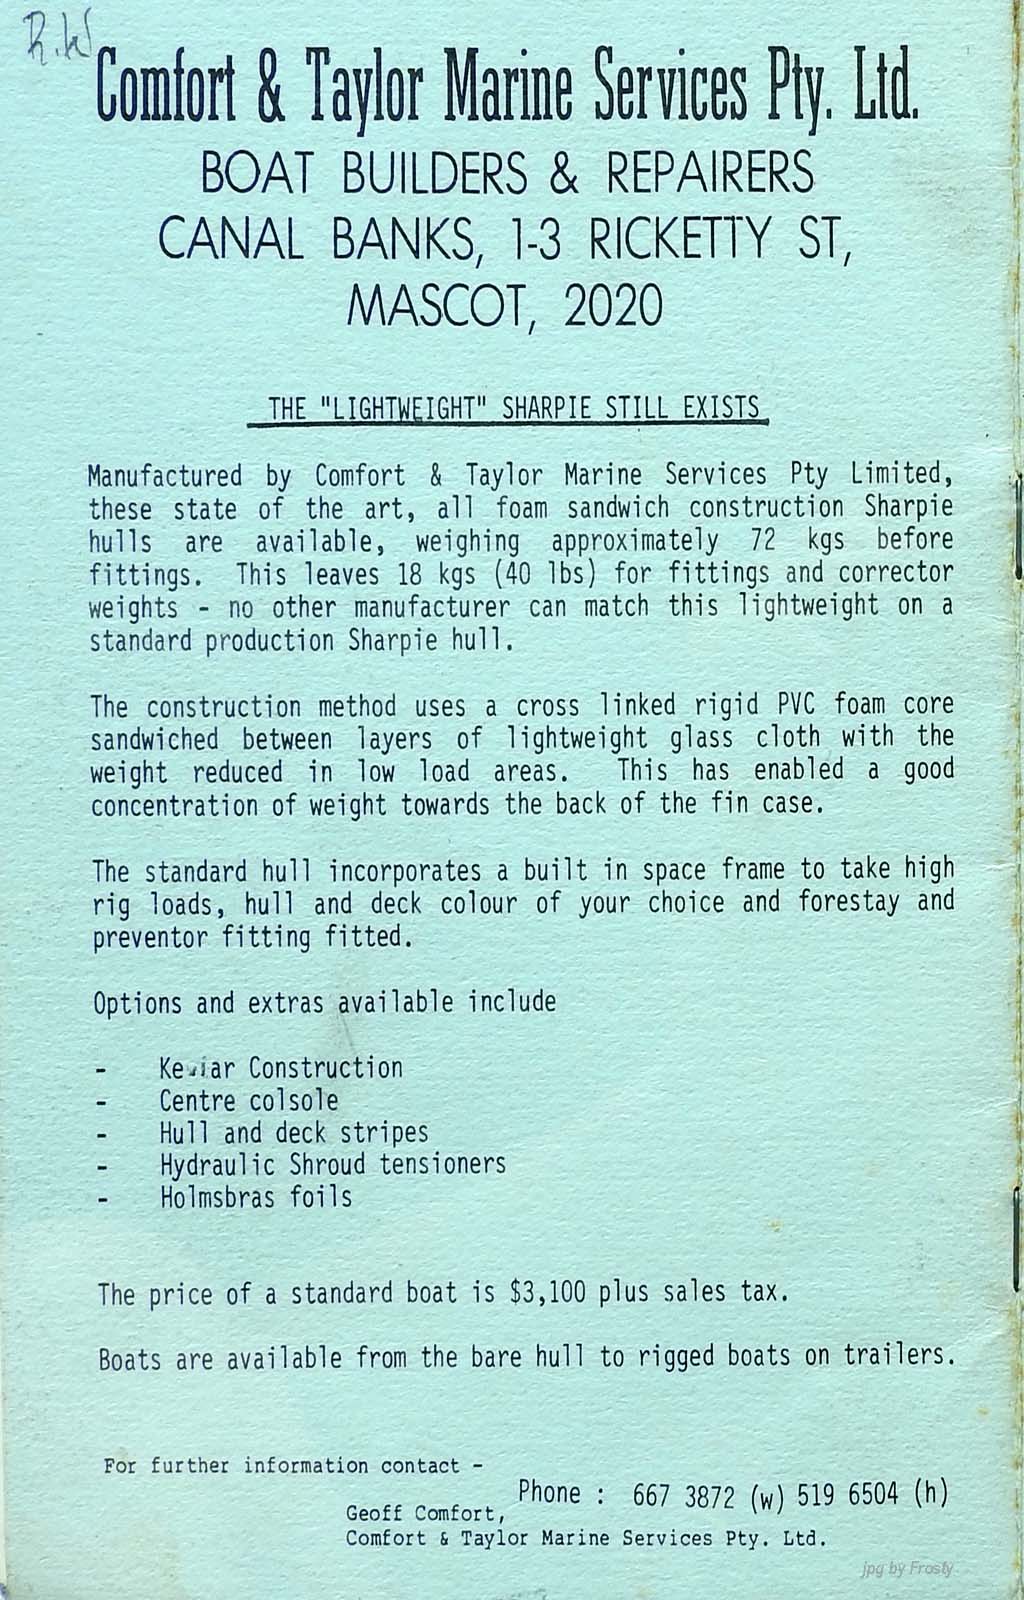 R.W
Comfort & Taylor Marine Services Pty. Ltd.
BOAT BUILDERS & REPAIRERS
CANAL BANKS, 1-3 RICKETTY ST,
MASCOT, 2020
THE "LIGHTWEIGHT" SHARPIE STILL EXISTS
Manufactured by Comfort & Taylor Marine Services Pty Limited,
these state of the art, all foam sandwich construction Sharpie
hulls are available, weighing approximately 72 kgs before
fittings. This leaves 18 kgs (40 lbs) for fittings and corrector
weights - no other manufacturer can match this lightweight on a
standard production Sharpie hull.
The construction method uses a cross linked rigid PVC foam core
sandwiched between layers of lightweight glass cloth with the
weight reduced in low load areas. This has enabled a good
concentration of weight towards the back of the fin case.
The standard hull incorporates a built in space frame to take high
rig loads, hull and deck colour of your choice and forestay and
preventor fitting fitted.
Options and extras available include
- Construction
- Centre colsole
- Hull and deck stripes
- Hydraulic Shroud tensioners
- Holmsbras foils
The price of a standard boat is $3,100 plus sales tax.
Boats are available from the bare hull to rigged boats on trailers.
For further information contact -
Phone : 667 3872 (w) 519 6504 (h)
Geoff Comfort,
Comfort & Taylor Marine Services Pty. Ltd.
jpg by Frosty